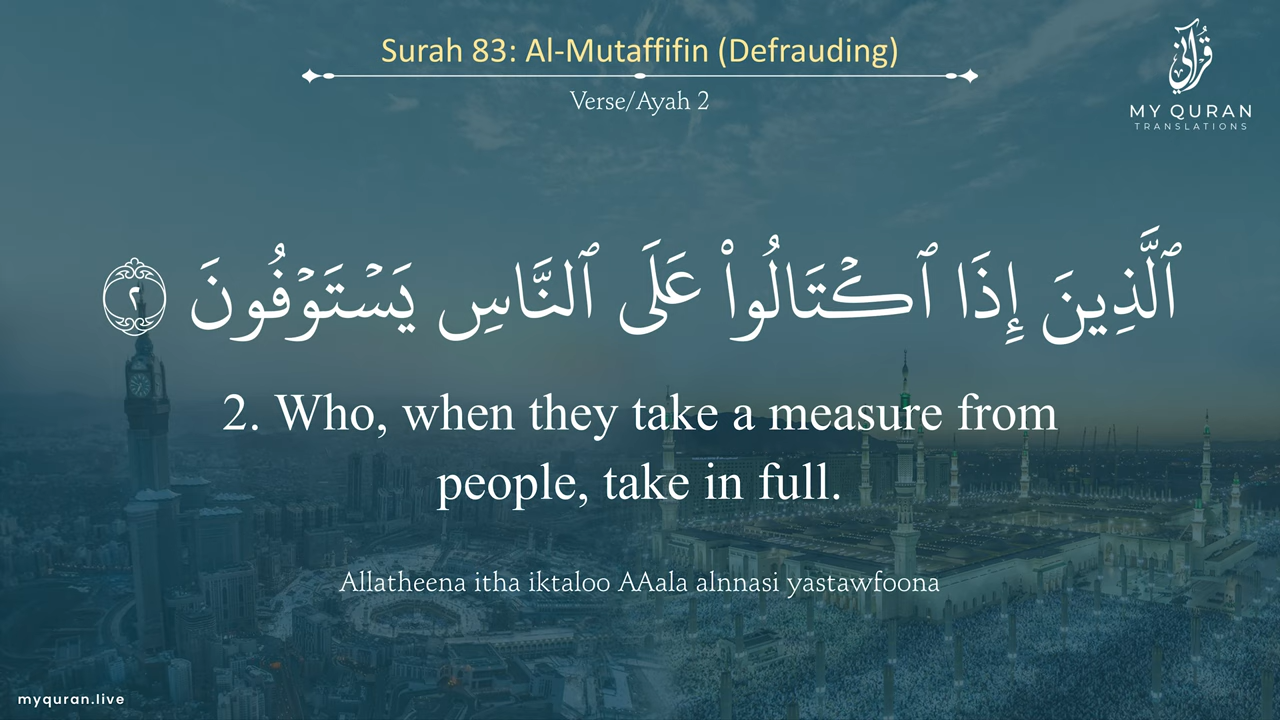 Surah 83: Al-Mutaffifin (Defrauding)
Verse/Ayah 2
قرآني
MY QURAN
TRANSLATIONS
ٱلَّذِينَ إِذَا ٱكۡتَالُواْ عَلَى ٱلنَّاسِ يَسۡتَوۡفُونَ ٢
2. Who, when they take a measure from
people, take in full.
Allatheena itha iktaloo AAala alnnasi yastawfoona
myquran.live